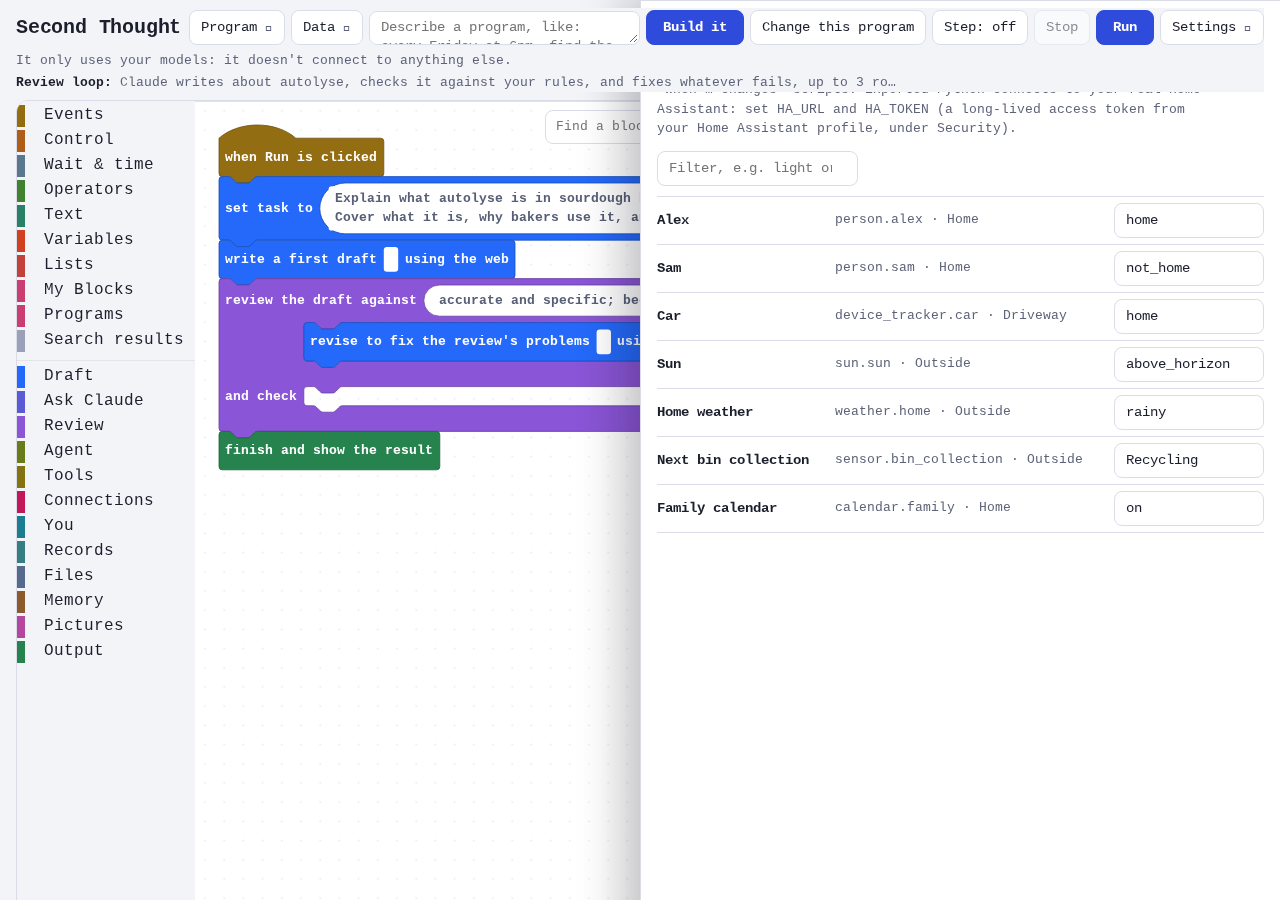 Second Thought
Program
Data
Describe a program, like:
Build it
Change this program
Step: off
Stop
Run
Settings
It only uses your models: it doesn't connect to anything else.
Review loop: Claude writes about autolyse, checks it against your rules, and fixes whatever fails, up to 3 ro…
Assistant: set HA_URL and HA_TOKEN (a long-lived access token from
your Home Assistant profile, under Security).
Events
Control
Wait & time
Operators
Text
Variables
Lists
My Blocks
Programs
Search results
Draft
Ask Claude
Review
Agent
Tools
Connections
You
Records
Files
Memory
Pictures
Output
Find a bloc
when Run is clicked
set task to
Explain what autolyse is in sourdough
Cover what it is, why bakers use it, a
write a first draft using the web
review the draft against accurate and specific; be
revise to fix the review's problems usi
and check
finish and show the result
Filter, e.g. light or
Alex person.alex · Home home
Sam person.sam · Home not_home
Car device_tracker.car · Driveway home
Sun sun.sun · Outside above_horizon
Home weather weather.home · Outside rainy
Next bin collection sensor.bin_collection · Outside Recycling
Family calendar calendar.family · Home on